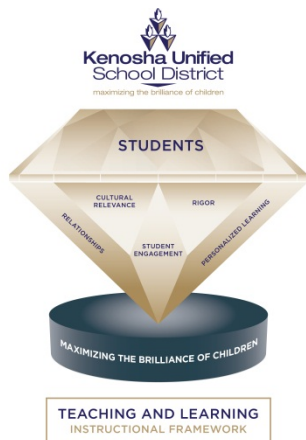 Kenosha Unified
School District
maximizing the brilliance of children
STUDENTS
CULTURAL
RELEVANCE
RIGOR
RELATIONSHIPS
STUDENT
ENGAGEMENT
PERSONALIZED LEARNING
MAXIMIZING THE BRILLIANCE OF CHILDREN
TEACHING AND LEARNING
INSTRUCTIONAL FRAMEWORK